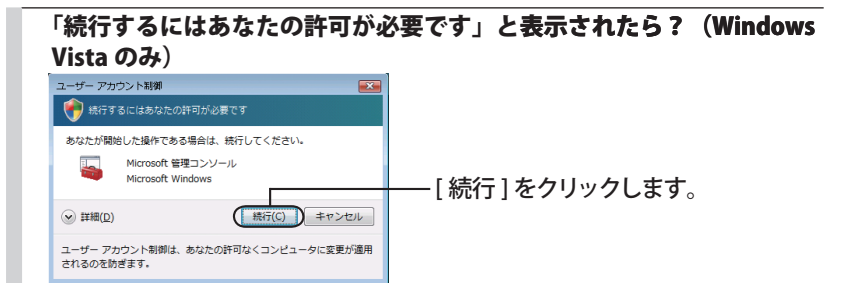 「続行するにはあなたの許可が必要です」と表示されたら？（Windows
Vista のみ）
ユーザー アカウント制御
続行するにはあなたの許可が必要です
あなたが開始した操作である場合は、続行してください。
Microsoft 管理コンソール
Microsoft Windows
[ 続行 ] をクリックします。
詳細(D)
続行(C)
キャンセル
ユーザー アカウント制御は、あなたの許可なくコンピュータに変更が適用
されるのを防ぎます。